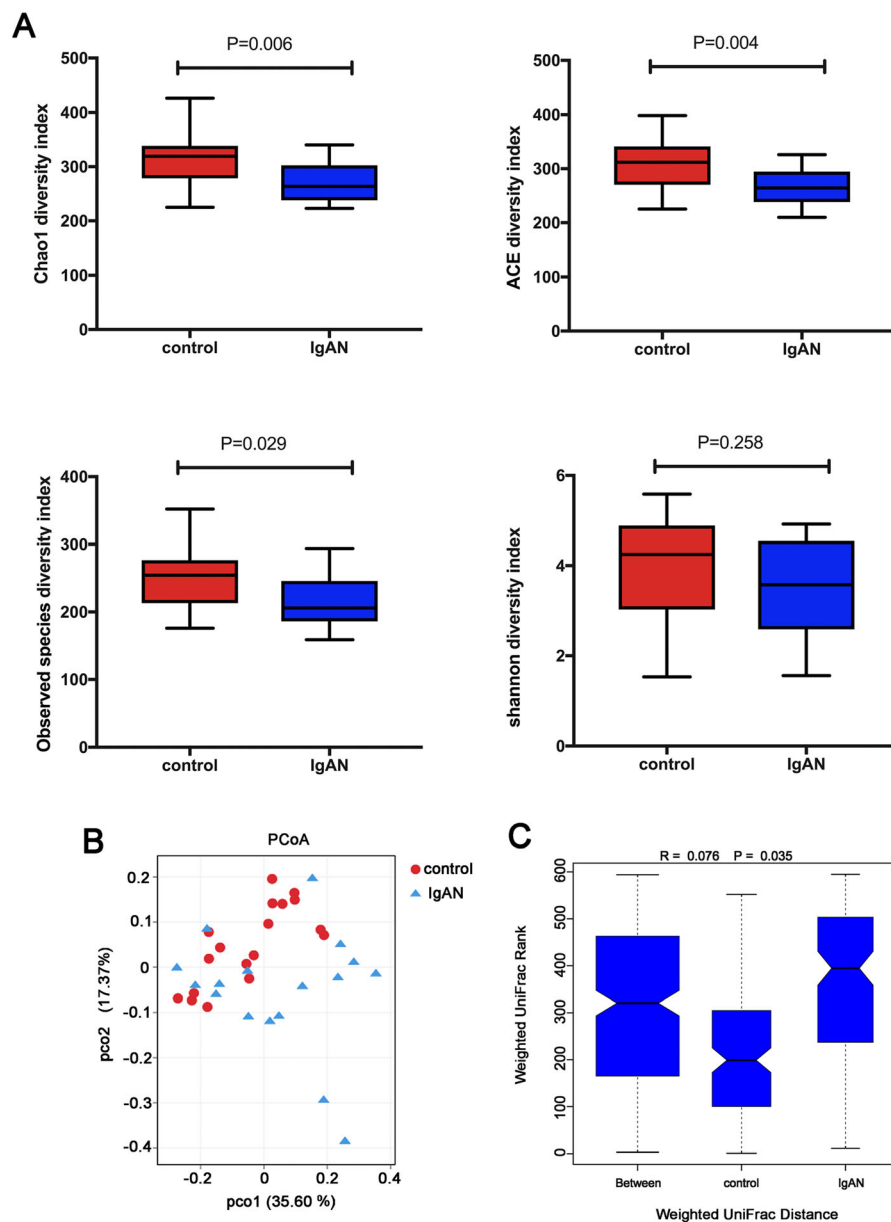 A
P=0.006
Chao1 diversity index
500
400
300
200
100
0
control
IgAN
P=0.004
ACE diversity index
500
400
300
200
100
0
control
IgAN
P=0.029
Observed species diversity index
400
300
200
100
0
control
IgAN
P=0.258
shannon diversity index
6
4
2
0
control
IgAN
B
PCoA
control
IgAN
pco2 (17.37%)
0.2
0.1
0
-0.1
-0.2
-0.3
-0.4
-0.2
0
0.2
0.4
pco1 (35.60 %)
C
R = 0.076 P = 0.035
Weighted UniFrac Rank
600
500
400
300
200
100
0
Between
control
IgAN
Weighted UniFrac Distance